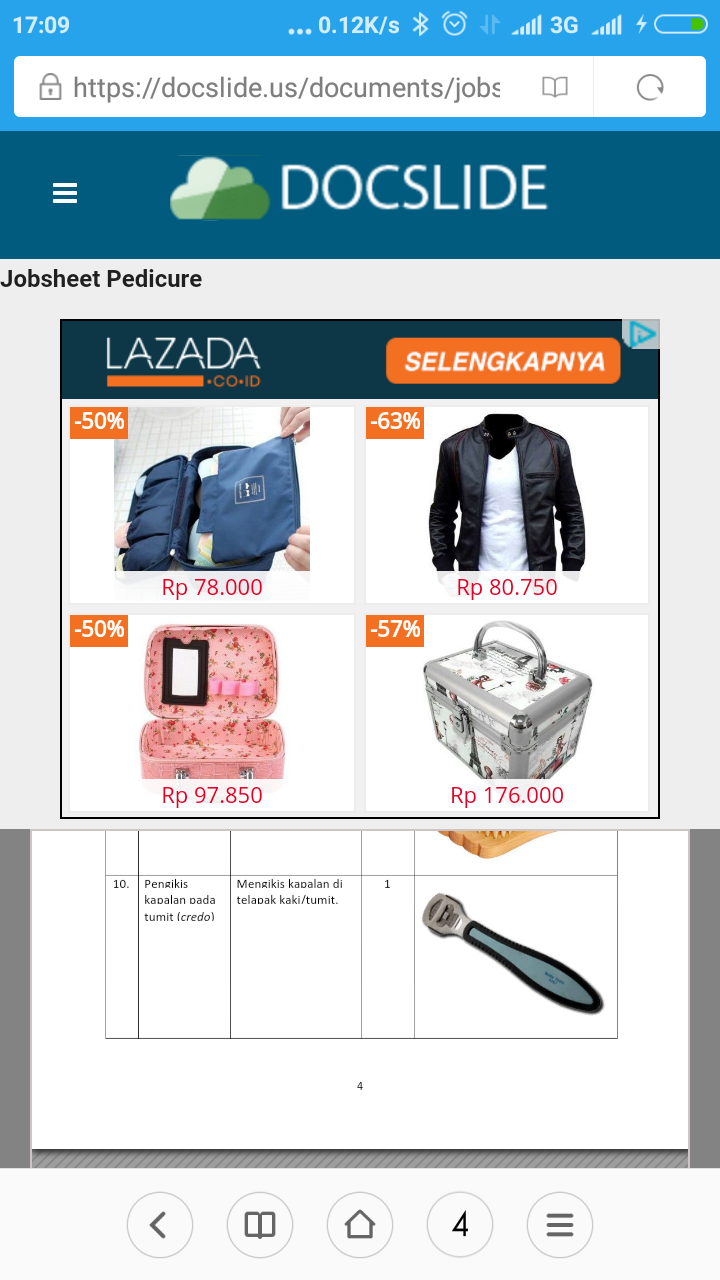 17:09
... 0.12K/s 3G
https://docslide.us/documents/jobs
DOCSLIDE
Jobsheet Pedicure
LAZADA
.CO.ID
SELENGKAPNYA
-50%
Rp 78.000
-63%
Rp 80.750
-50%
Rp 97.850
-57%
Rp 176.000
10. Pengikis Mengikis kapalan di 1
kapalan pada telapak kaki/tumit.
tumit (credo)
4
4